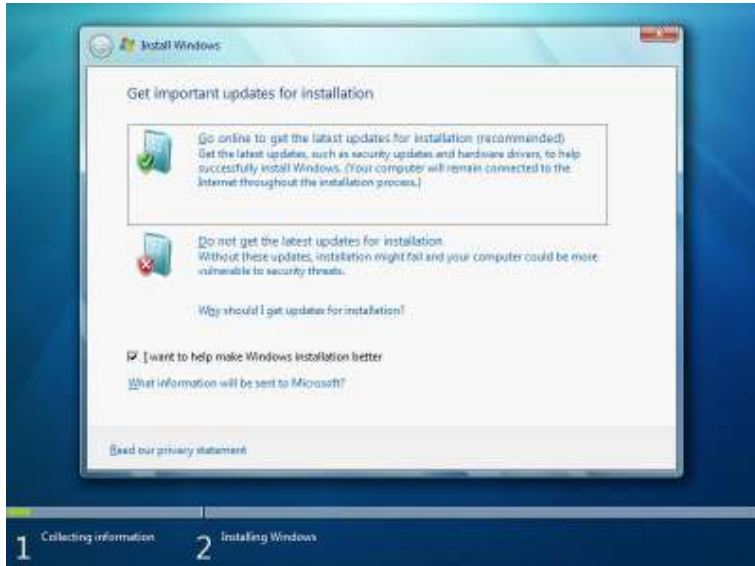 Install Windows
Get important updates for installation
Go online to get the latest updates for installation (recommended)
Get the latest updates, such as security updates and hardware drivers, to help
successfully install Windows. (Your computer will remain connected to the
Internet throughout the installation process.)
Do not get the latest updates for installation
Without these updates, installation might fail and your computer could be more
vulnerable to security threats.
Why should I get updates for installation?
I want to help make Windows installation better
What information will be sent to Microsoft?
Read our privacy statement
1 Collecting information
2 Installing Windows